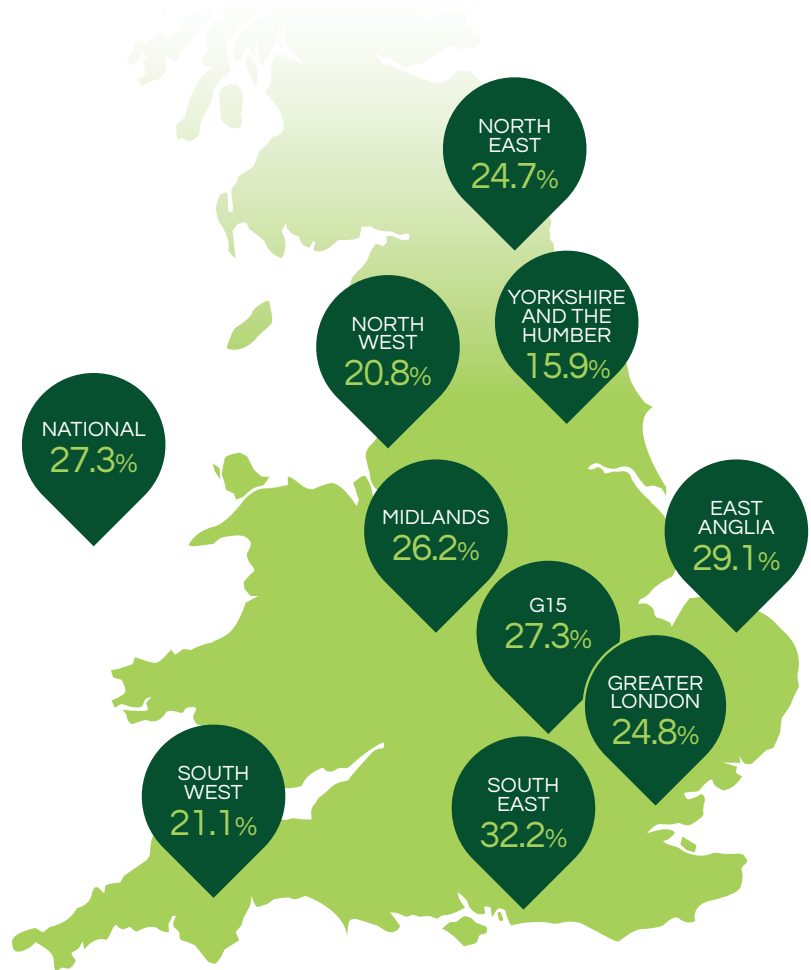 NORTH
EAST
24.7%
YORKSHIRE
AND THE
HUMBER
15.9%
NORTH
WEST
20.8%
NATIONAL
27.3%
MIDLANDS
26.2%
EAST
ANGLIA
29.1%
G15
27.3%
GREATER
LONDON
24.8%
SOUTH
WEST
21.1%
SOUTH
EAST
32.2%